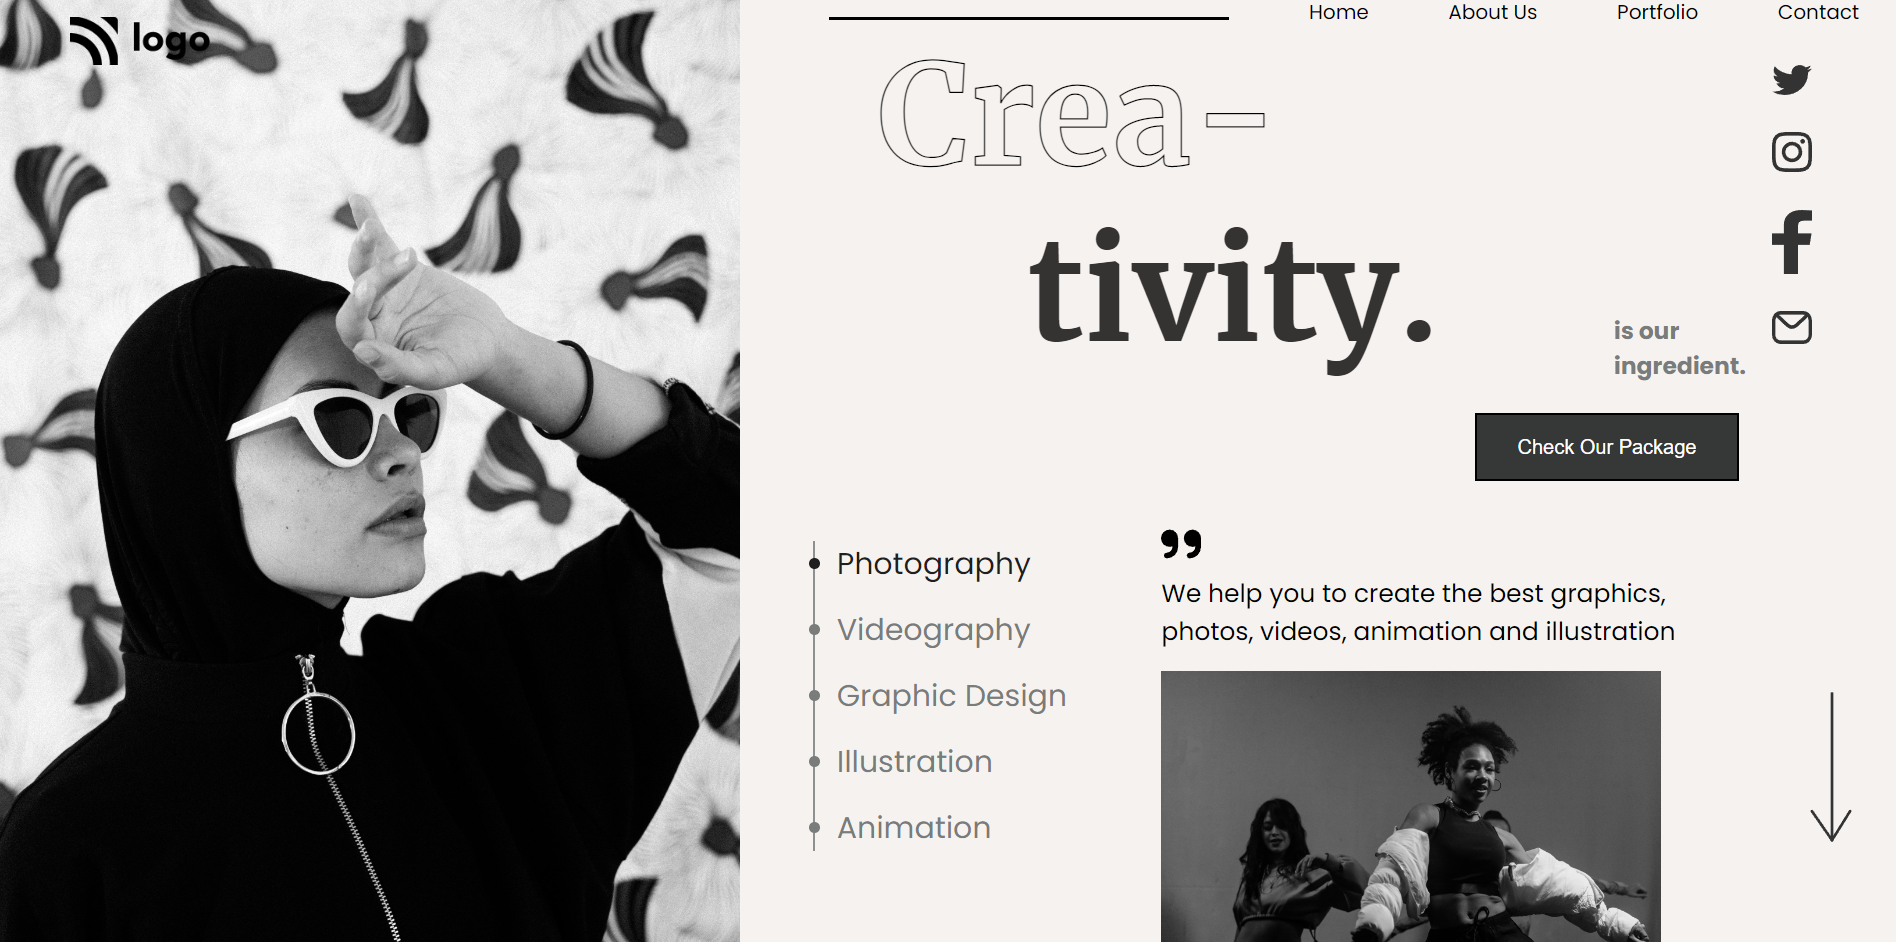 logo
Home About Us Portfolio Contact
Crea-
tivity.
is our
ingredient.
Check Our Package
Photography
Videography
Graphic Design
Illustration
Animation
❜❜
We help you to create the best graphics,
photos, videos, animation and illustration